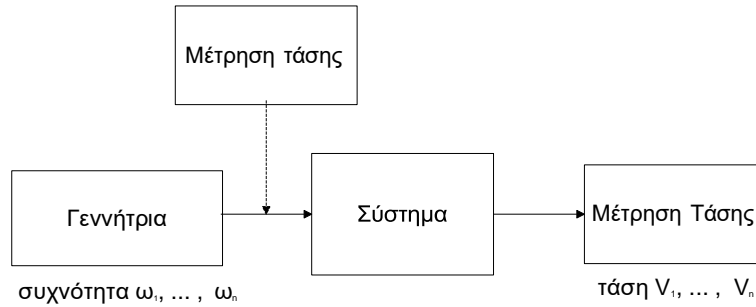 Μέτρηση τάσης
Γεννήτρια
Σύστημα
Μέτρηση Τάσης
συχνότητα ω₁, ... , ωₙ
τάση V₁, ... , Vₙ